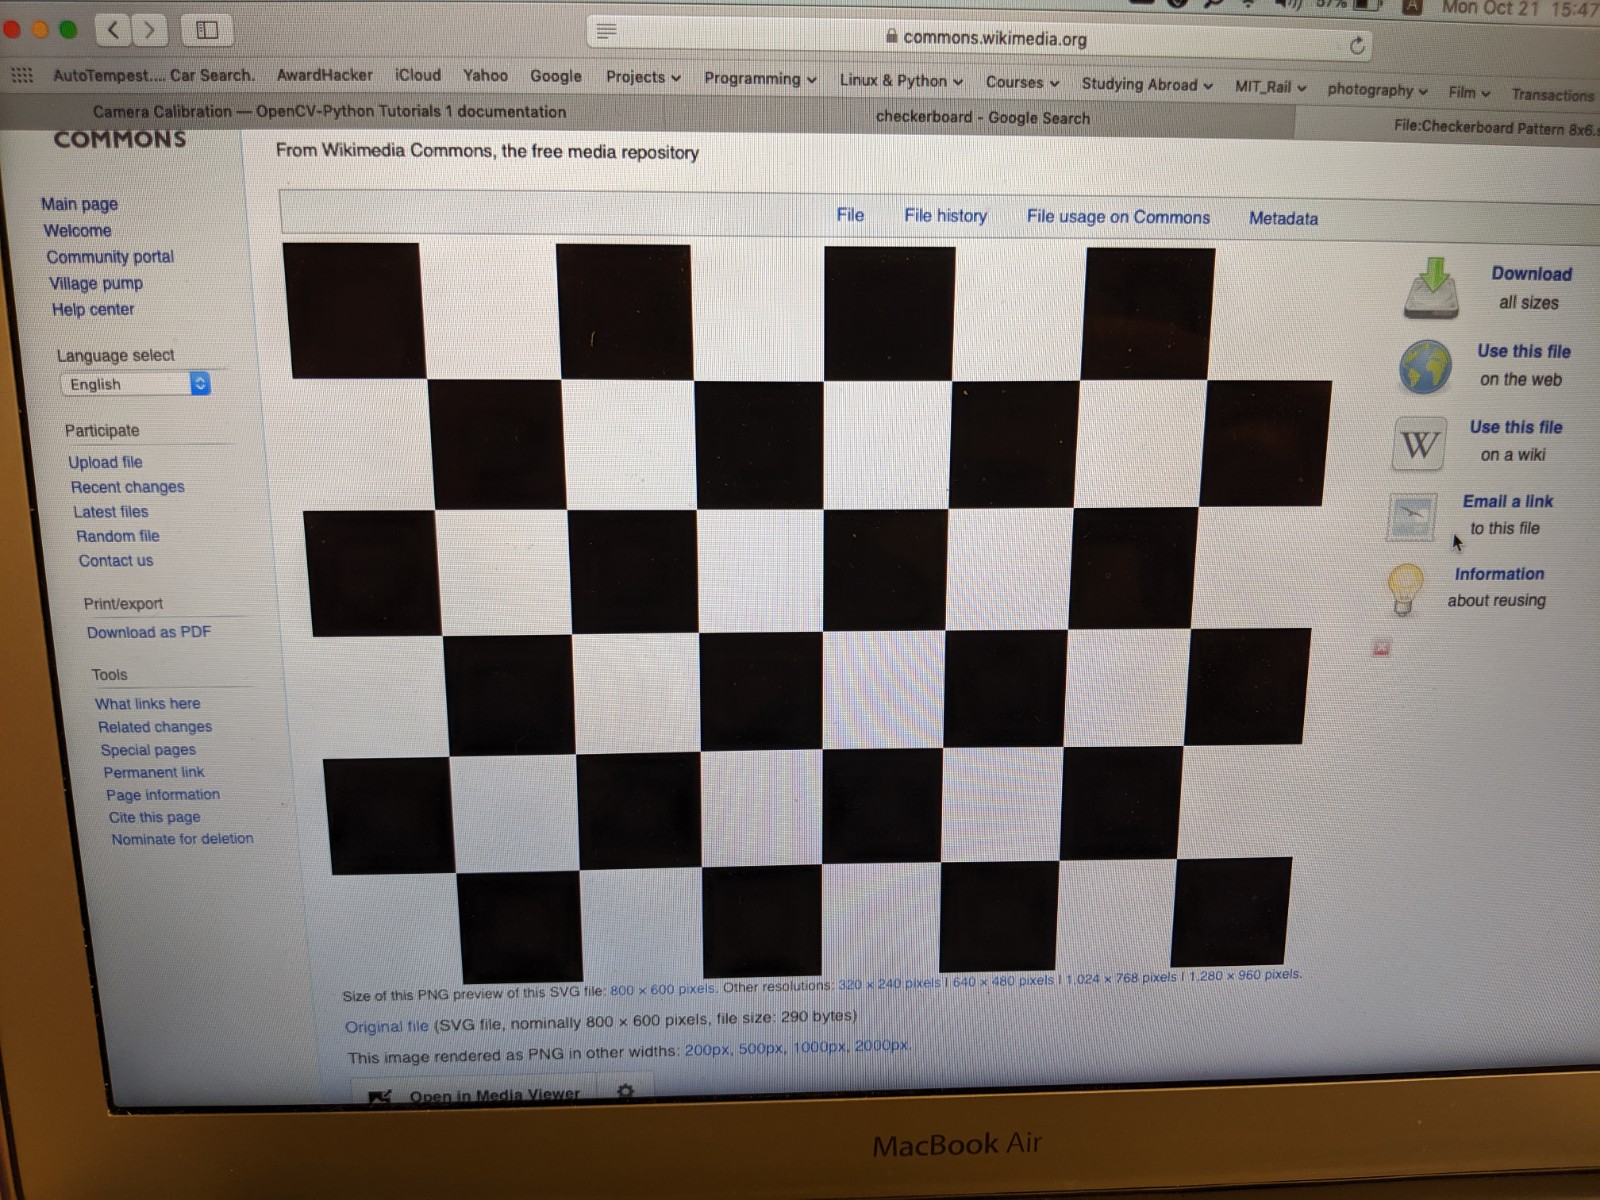 57%
A
Mon Oct 21 15:47
commons.wikimedia.org
AutoTempest.... Car Search. AwardHacker iCloud Yahoo Google Projects Programming Linux & Python Courses Studying Abroad MIT_Rail photography Film Transactions
Camera Calibration — OpenCV-Python Tutorials 1 documentation
checkerboard - Google Search
File:Checkerboard Pattern 8x6.s
COMMONS
From Wikimedia Commons, the free media repository
File File history File usage on Commons Metadata
Main page
Welcome
Community portal
Village pump
Help center
Language select
English
Participate
Upload file
Recent changes
Latest files
Random file
Contact us
Print/export
Download as PDF
Tools
What links here
Related changes
Special pages
Permanent link
Page information
Cite this page
Nominate for deletion
Download
all sizes
Use this file
on the web
W
Use this file
on a wiki
Email a link
to this file
Information
about reusing
Size of this PNG preview of this SVG file: 800 × 600 pixels. Other resolutions: 320 × 240 pixels | 640 × 480 pixels | 1,024 × 768 pixels | 1,280 × 960 pixels.
Original file (SVG file, nominally 800 × 600 pixels, file size: 290 bytes)
This image rendered as PNG in other widths: 200px, 500px, 1000px, 2000px.
Open in Media Viewer
MacBook Air